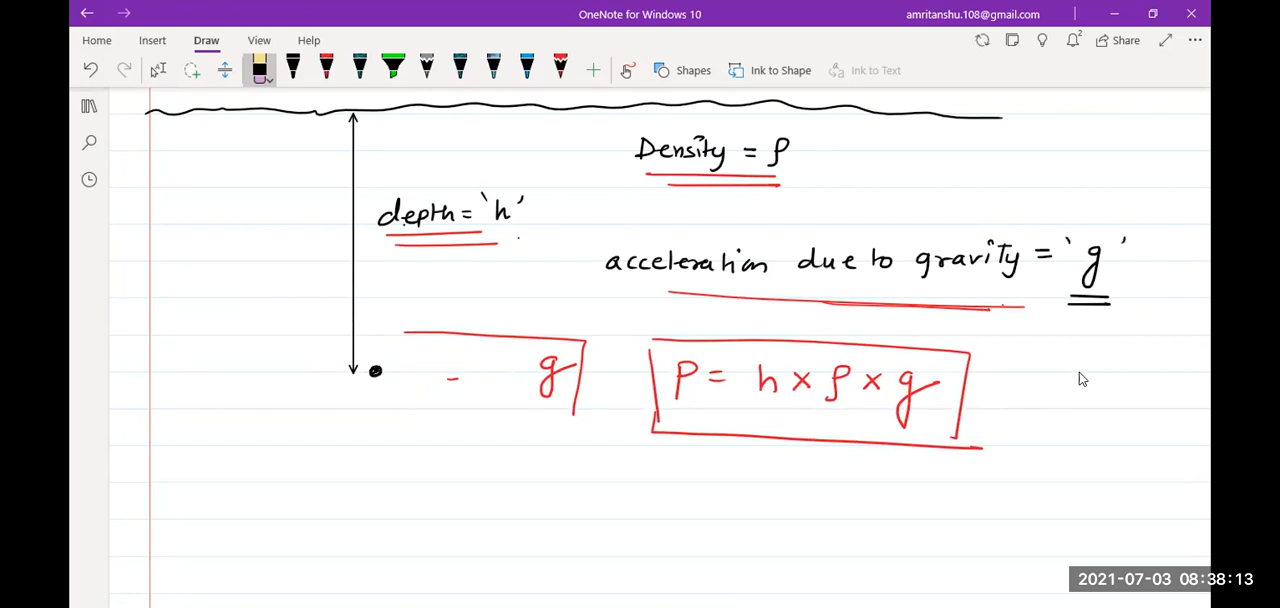 OneNote for Windows 10
amritanshu.108@gmail.com
Home Insert Draw View Help
2
Share
Shapes Ink to Shape Ink to Text
Density = ρ
depth = 'h'
acceleration due to gravity = 'g'
- g
P = h × ρ × g
2021-07-03 08:38:13